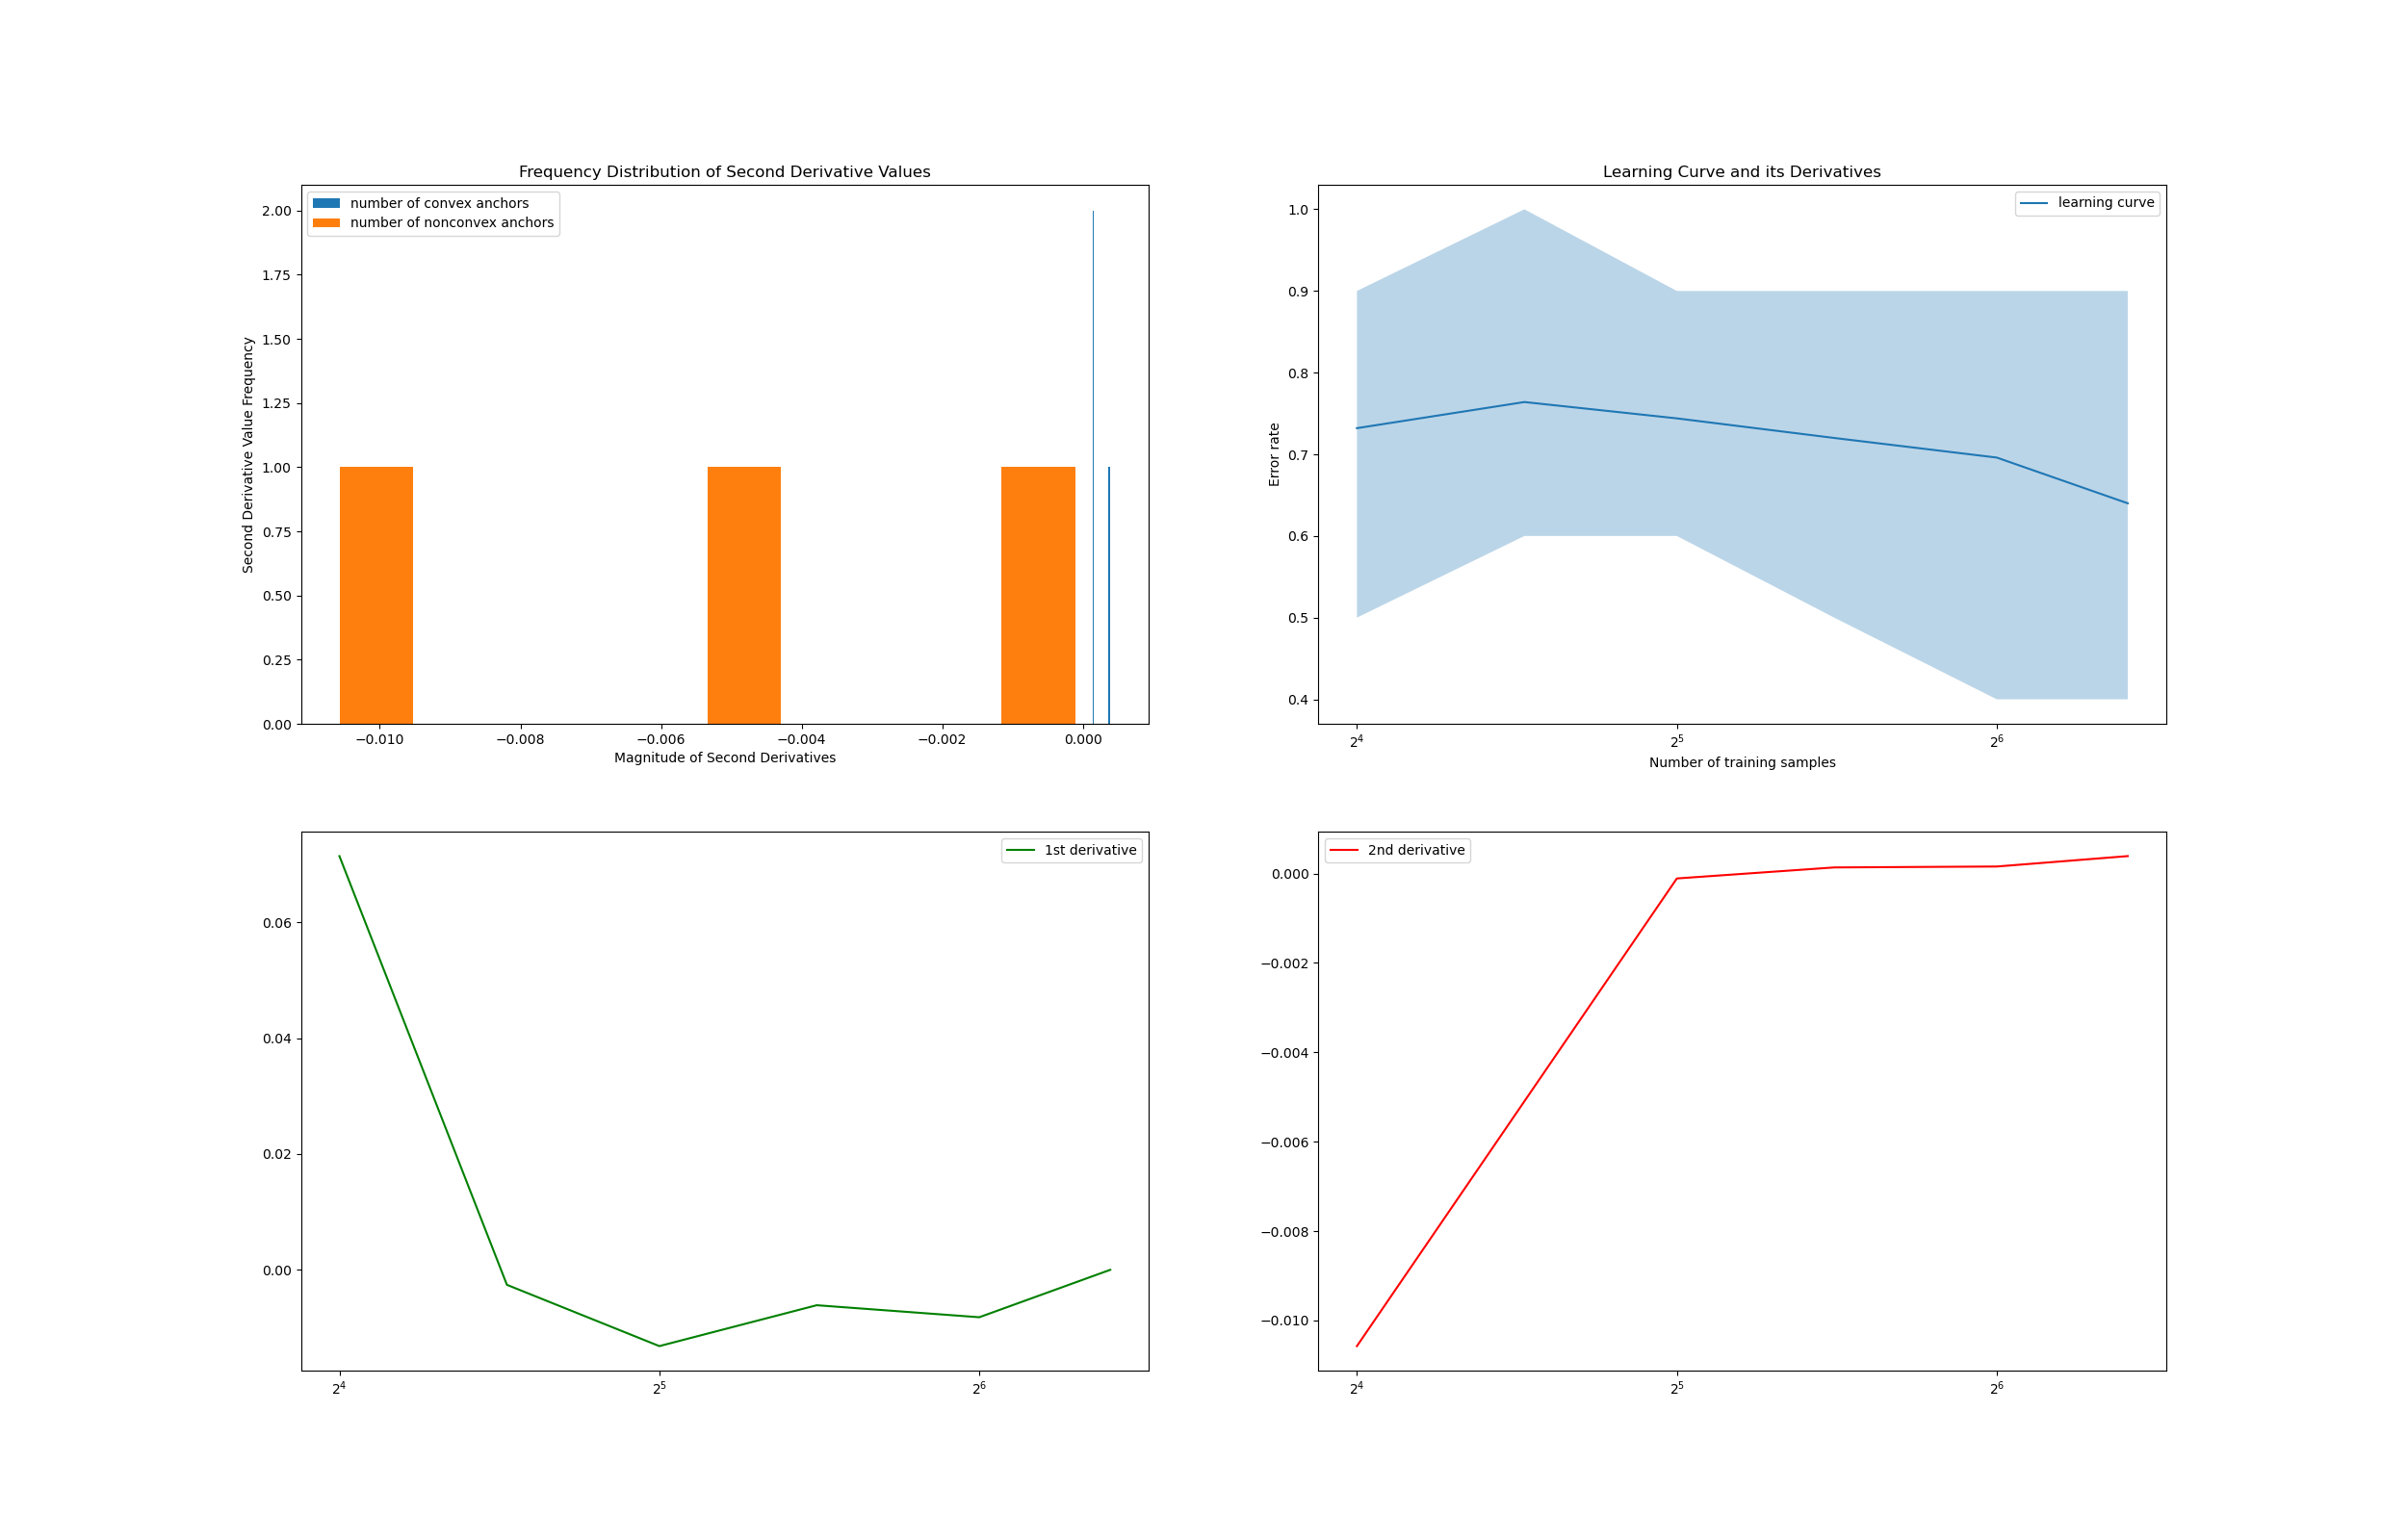 Frequency Distribution of Second Derivative Values
number of convex anchors
number of nonconvex anchors
2.00
1.75
1.50
1.25
1.00
0.75
0.50
0.25
0.00
Second Derivative Value Frequency
−0.010 −0.008 −0.006 −0.004 −0.002 0.000
Magnitude of Second Derivatives
Learning Curve and its Derivatives
learning curve
1.0
0.9
0.8
0.7
0.6
0.5
0.4
Error rate
2⁴ 2⁵ 2⁶
Number of training samples
1st derivative
0.06
0.04
0.02
0.00
2⁴ 2⁵ 2⁶
2nd derivative
0.000
−0.002
−0.004
−0.006
−0.008
−0.010
2⁴ 2⁵ 2⁶